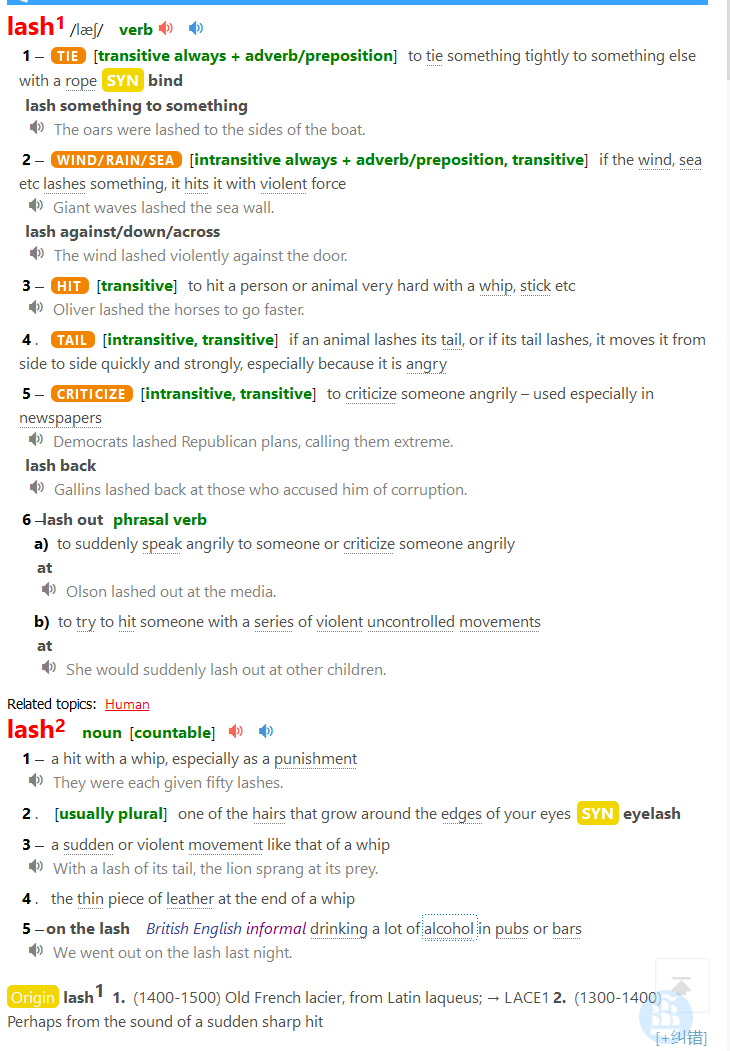 lash1 /læʃ/ verb
1 – TIE [transitive always + adverb/preposition] to tie something tightly to something else
with a rope SYN bind
lash something to something
The oars were lashed to the sides of the boat.
2 – WIND/RAIN/SEA [intransitive always + adverb/preposition, transitive] if the wind, sea
etc lashes something, it hits it with violent force
Giant waves lashed the sea wall.
lash against/down/across
The wind lashed violently against the door.
3 – HIT [transitive] to hit a person or animal very hard with a whip, stick etc
Oliver lashed the horses to go faster.
4 . TAIL [intransitive, transitive] if an animal lashes its tail, or if its tail lashes, it moves it from
side to side quickly and strongly, especially because it is angry
5 – CRITICIZE [intransitive, transitive] to criticize someone angrily – used especially in
newspapers
Democrats lashed Republican plans, calling them extreme.
lash back
Gallins lashed back at those who accused him of corruption.
6 –lash out phrasal verb
a) to suddenly speak angrily to someone or criticize someone angrily
at
Olson lashed out at the media.
b) to try to hit someone with a series of violent uncontrolled movements
at
She would suddenly lash out at other children.
Related topics: Human
lash2 noun [countable]
1 – a hit with a whip, especially as a punishment
They were each given fifty lashes.
2 . [usually plural] one of the hairs that grow around the edges of your eyes SYN eyelash
3 – a sudden or violent movement like that of a whip
With a lash of its tail, the lion sprang at its prey.
4 . the thin piece of leather at the end of a whip
5 –on the lash British English informal drinking a lot of alcohol in pubs or bars
We went out on the lash last night.
Origin lash1 1. (1400-1500) Old French lacier, from Latin laqueus; → LACE1 2. (1300-1400)
Perhaps from the sound of a sudden sharp hit
[+纠错]